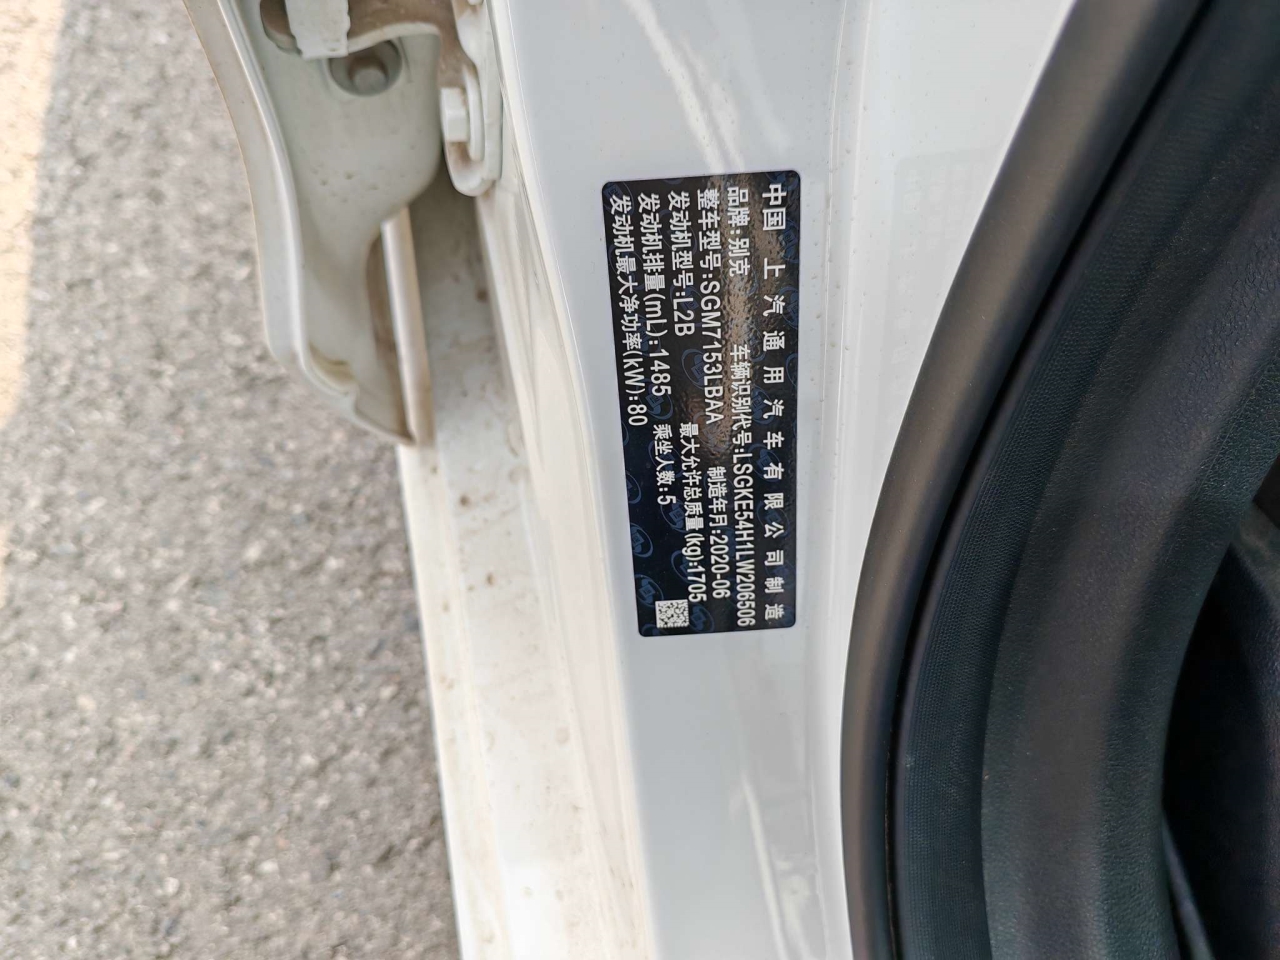 中国 上汽通用汽车有限公司制造
品牌:别克 车辆识别代号:LSGKE54H1LW206506
整车型号:SGM7153LBAA 制造年月:2020-06
发动机型号:L2B 最大允许总质量(kg):1705
发动机排量(mL):1485 乘坐人数:5
发动机最大净功率(kW):80